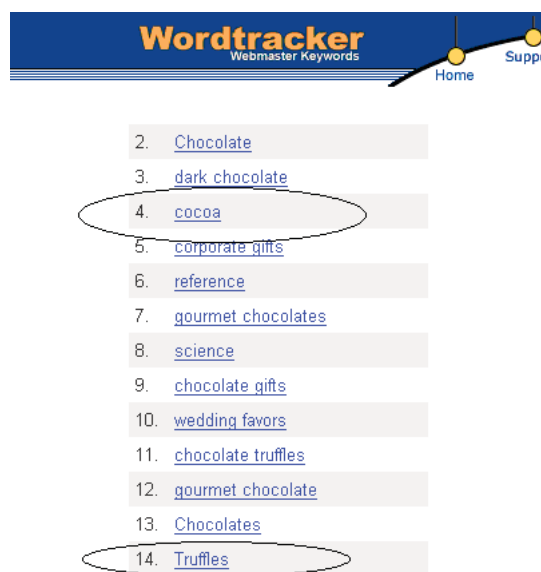 Wordtracker
Webmaster Keywords
Home
Suppo
2. Chocolate
3. dark chocolate
4. cocoa
5. corporate gifts
6. reference
7. gourmet chocolates
8. science
9. chocolate gifts
10. wedding favors
11. chocolate truffles
12. gourmet chocolate
13. Chocolates
14. Truffles